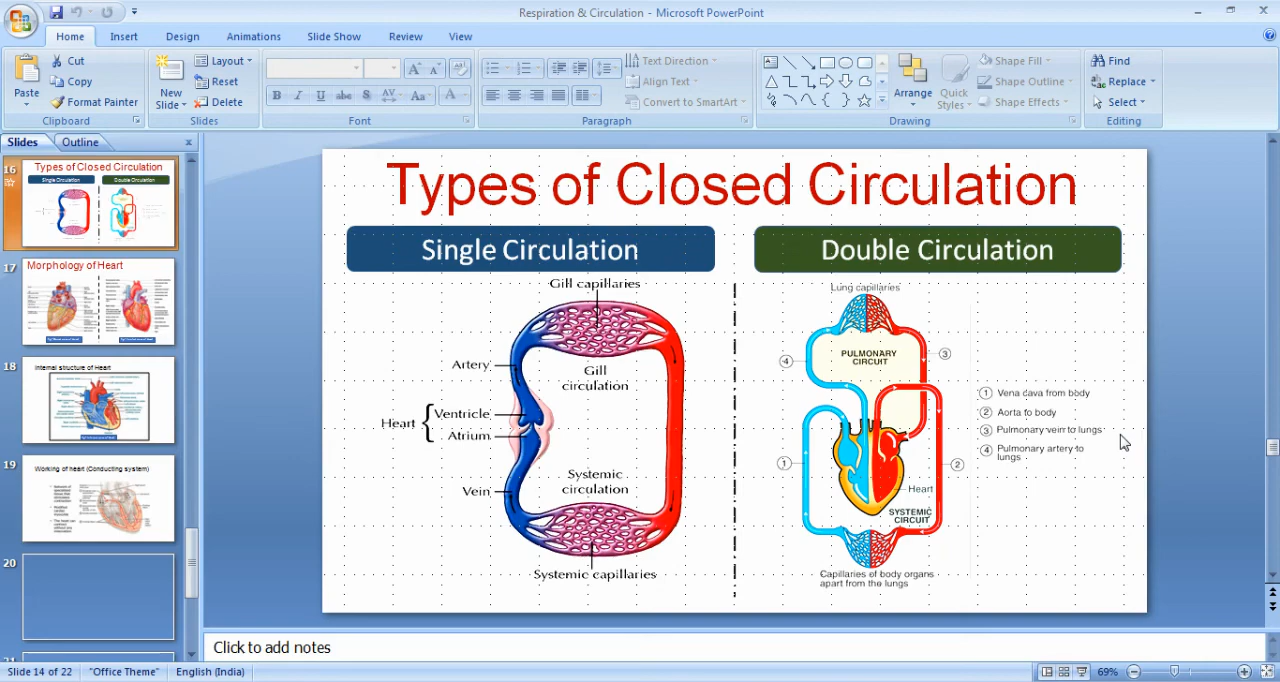 Respiration & Circulation - Microsoft PowerPoint
Home Insert Design Animations Slide Show Review View
Paste
Cut
Copy
Format Painter
Clipboard
New
Slide
Layout
Reset
Delete
Slides
B I U abc S AV Aa A
Font
Text Direction
Align Text
Convert to SmartArt
Paragraph
Arrange
Quick
Styles
Shape Fill
Shape Outline
Shape Effects
Drawing
Find
Replace
Select
Editing
Slides Outline
16
Types of Closed Circulation
Single Circulation Double Circulation
17
Morphology of Heart
18
Internal structure of Heart
19
Working of heart (Conducting system)
20
21
Types of Closed Circulation
Single Circulation
Gill capillaries
Artery
Gill
circulation
Heart
Ventricle
Atrium
Systemic
circulation
Vein
Systemic capillaries
Double Circulation
Lung capillaries
4
PULMONARY
CIRCUIT
3
1
2
Heart
SYSTEMIC
CIRCUIT
Capillaries of body organs
apart from the lungs
1 Vena cava from body
2 Aorta to body
3 Pulmonary vein to lungs
4 Pulmonary artery to
lungs
Click to add notes
Slide 14 of 22 "Office Theme" English (India) 69%